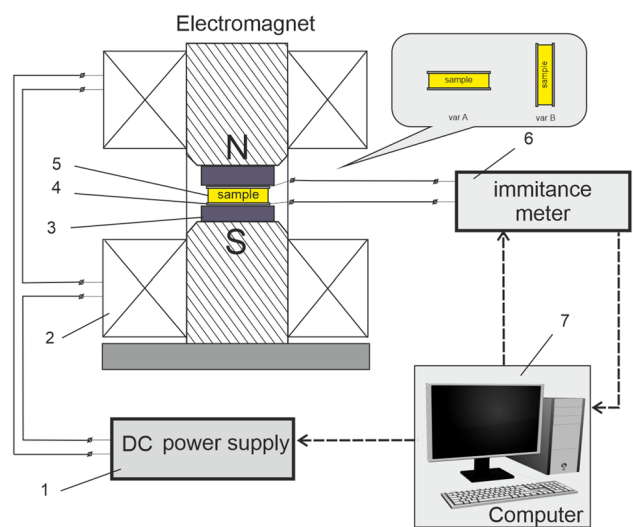 Electromagnet
sample
sample
var A
var B
N
6
5
4
3
sample
immitance
meter
S
2
7
DC power supply
1
Computer